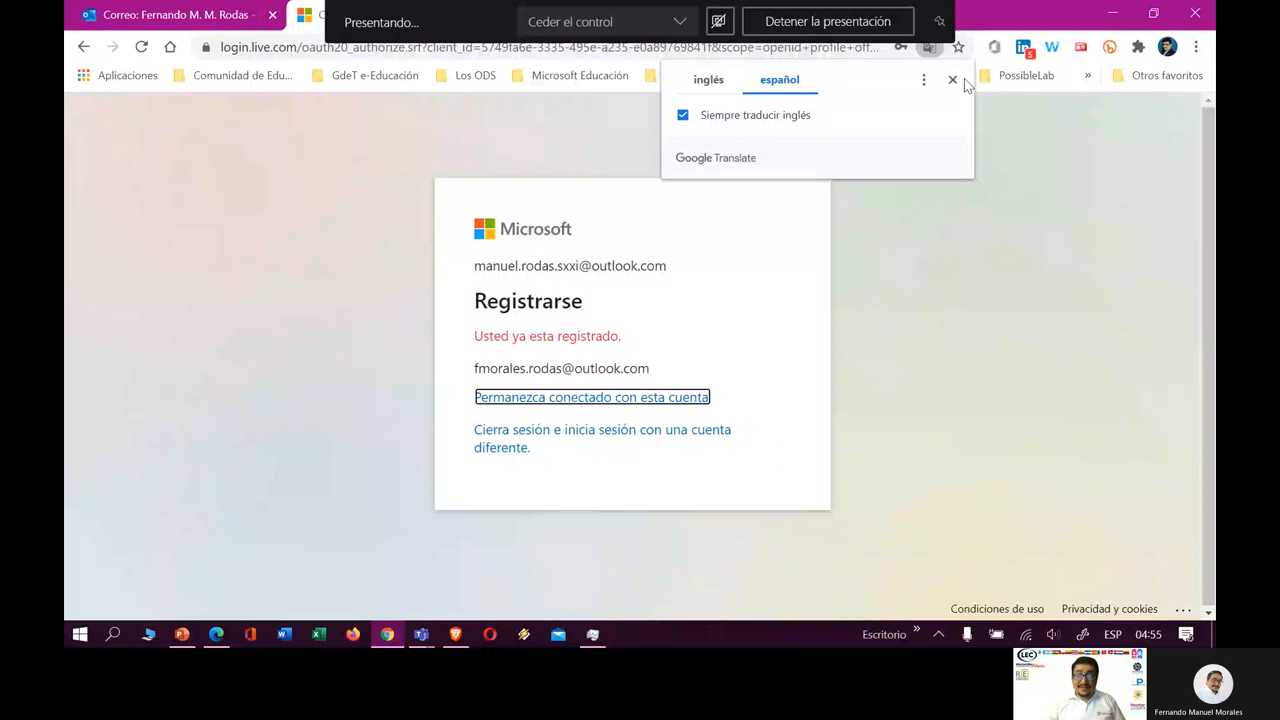 Correo: Fernando M. M. Rodas -
Presentando...
Ceder el control
Detener la presentación
login.live.com/oauth20_authorize.srf?client_id=5749fa6e-3335-495e-a235-e0a89769841f&scope=openid+profile+off...
Aplicaciones
Comunidad de Edu...
GdeT e-Educación
Los ODS
Microsoft Educación
PossibleLab
»
Otros favoritos
inglés
español
Siempre traducir inglés
Google Translate
Microsoft
manuel.rodas.sxxi@outlook.com
Registrarse
Usted ya esta registrado.
fmorales.rodas@outlook.com
Permanezca conectado con esta cuenta
Cierra sesión e inicia sesión con una cuenta
diferente.
Condiciones de uso
Privacidad y cookies
...
Escritorio
»
ESP
04:55
LEC
Fernando Manuel Morales